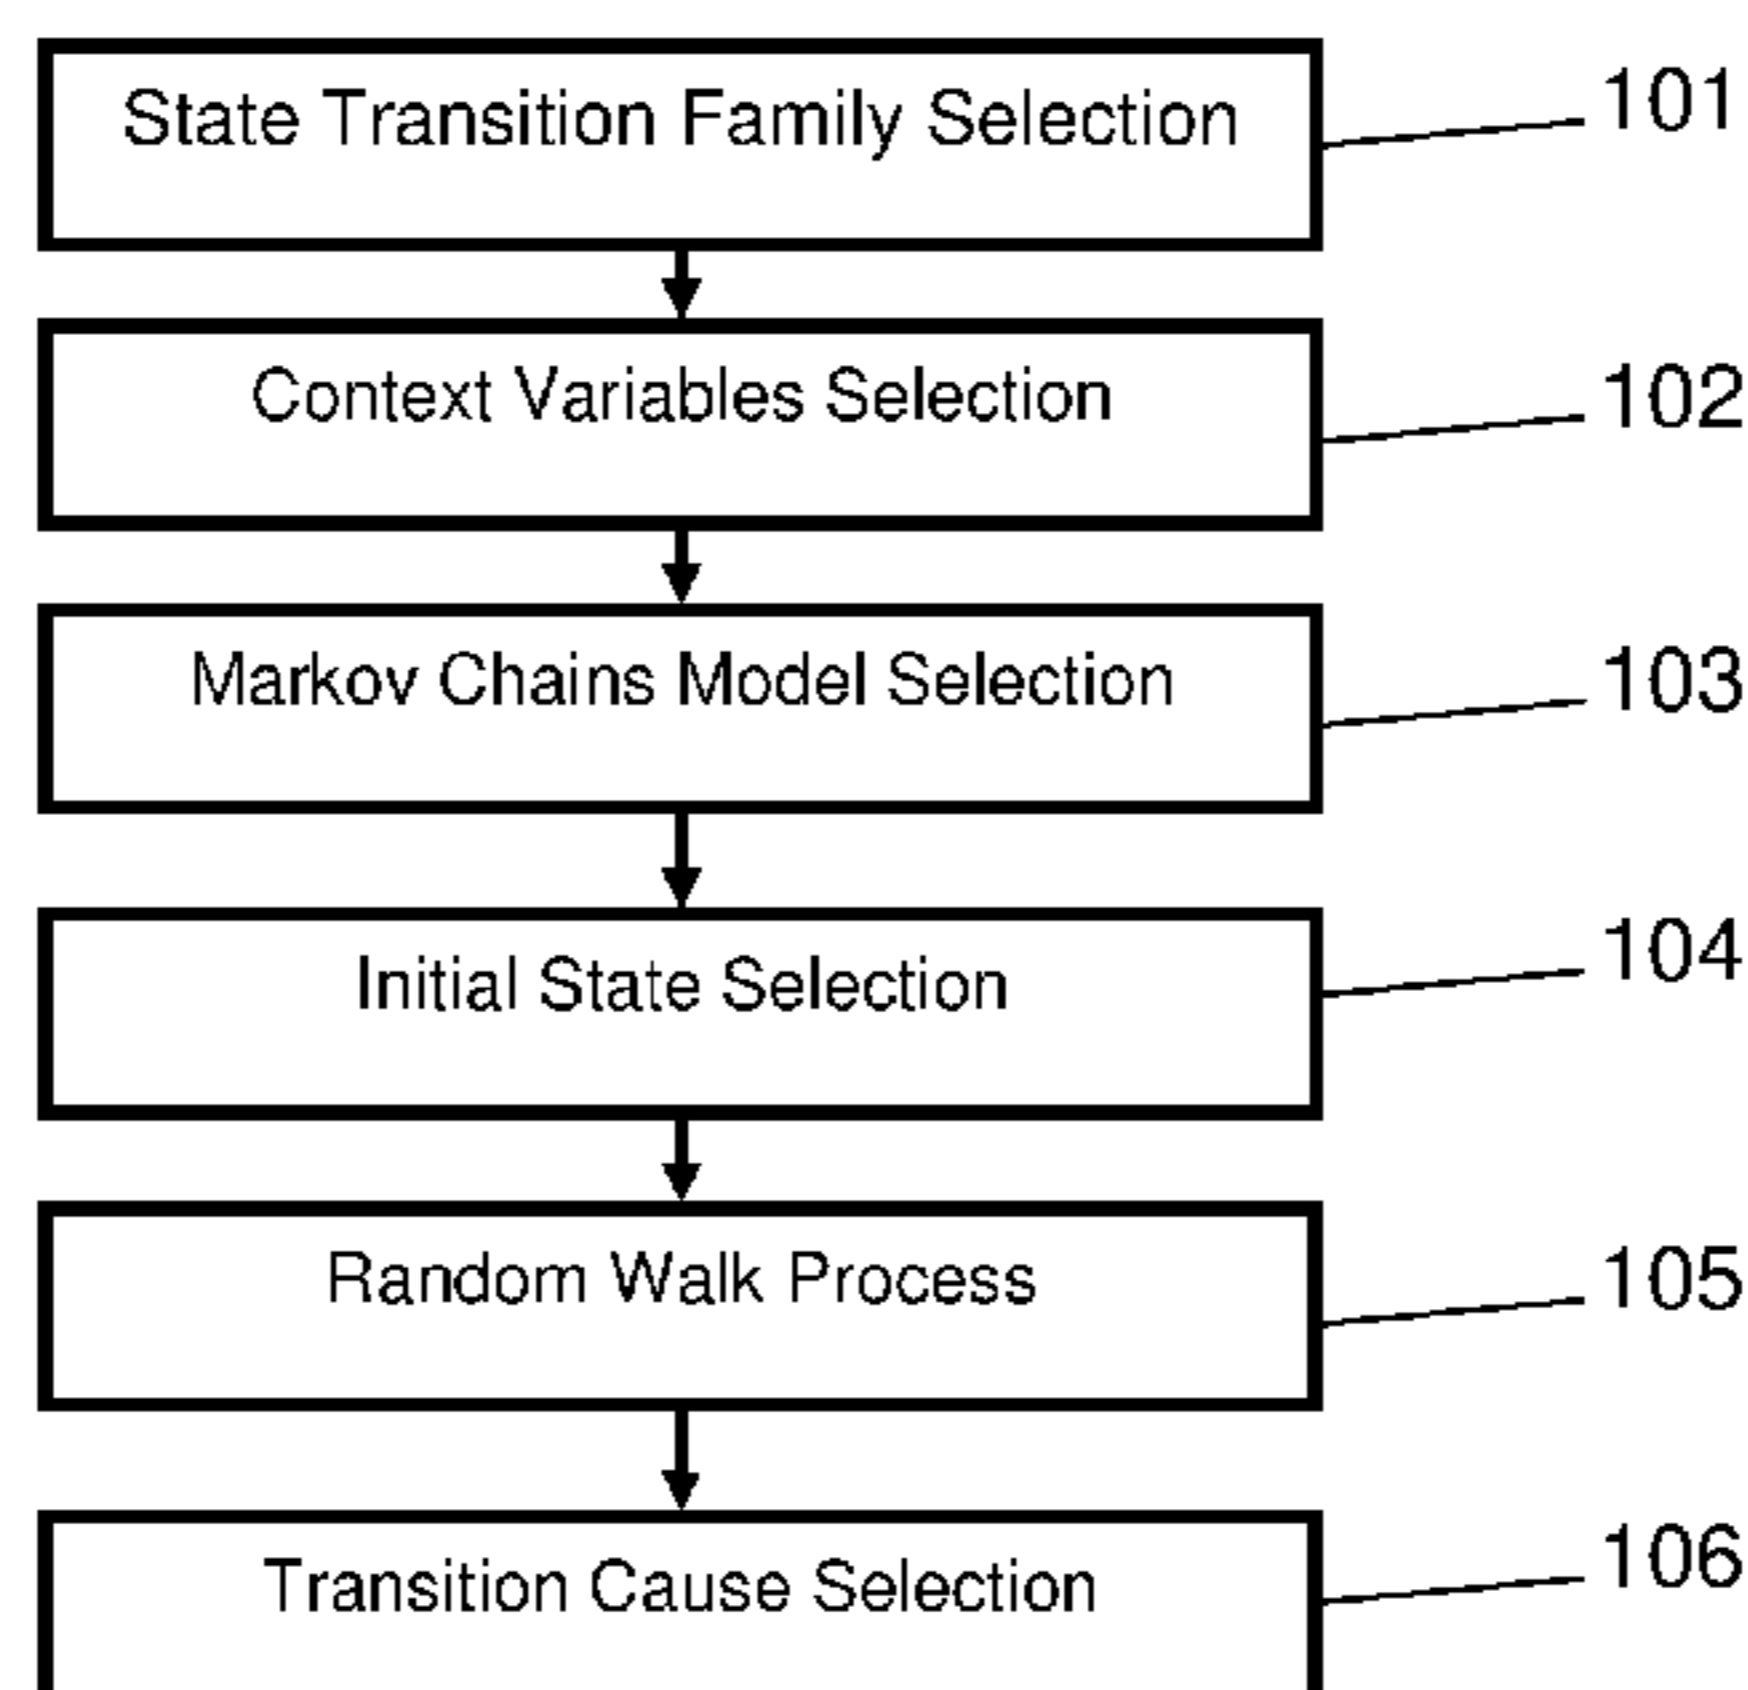 State Transition Family Selection
101
Context Variables Selection
102
Markov Chains Model Selection
103
Initial State Selection
104
Random Walk Process
105
Transition Cause Selection
106